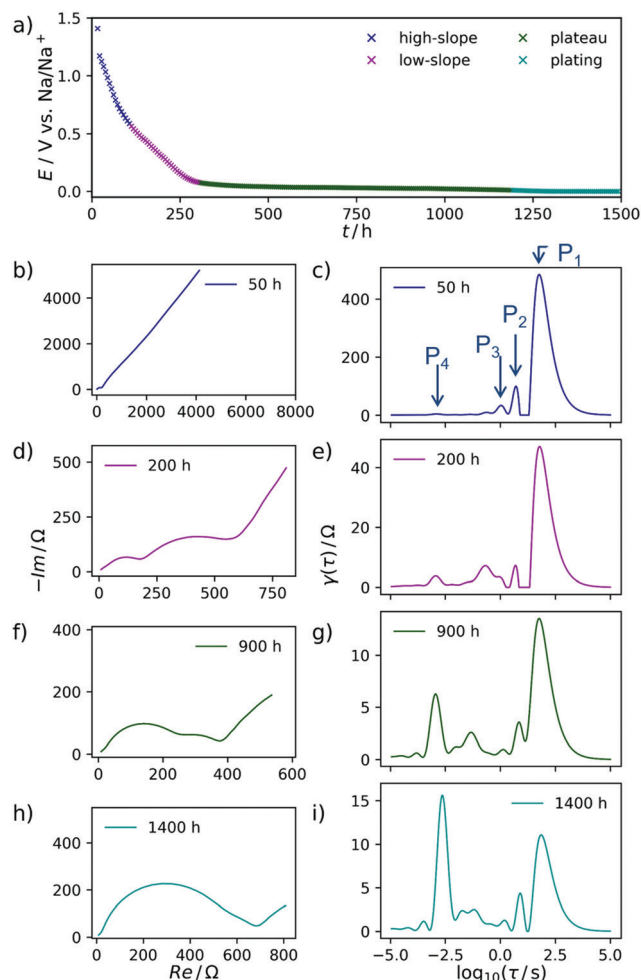 a)
1.5
1.0
0.5
0.0
E / V vs. Na/Na⁺
high-slope
low-slope
plateau
plating
0 250 500 750 1000 1250 1500
t / h
b)
4000
2000
0
50 h
0 2000 4000 6000 8000
c)
400
200
0
50 h
P₄
P₃
P₂
P₁
d)
500
250
0
200 h
0 250 500 750
-Im / Ω
e)
40
20
0
200 h
γ(τ) / Ω
f)
400
200
0
900 h
0 200 400 600
g)
10
5
0
900 h
h)
400
200
0
1400 h
0 200 400 600 800
Re / Ω
i)
15
10
5
0
1400 h
−5.0 −2.5 0.0 2.5 5.0
log₁₀(τ / s)